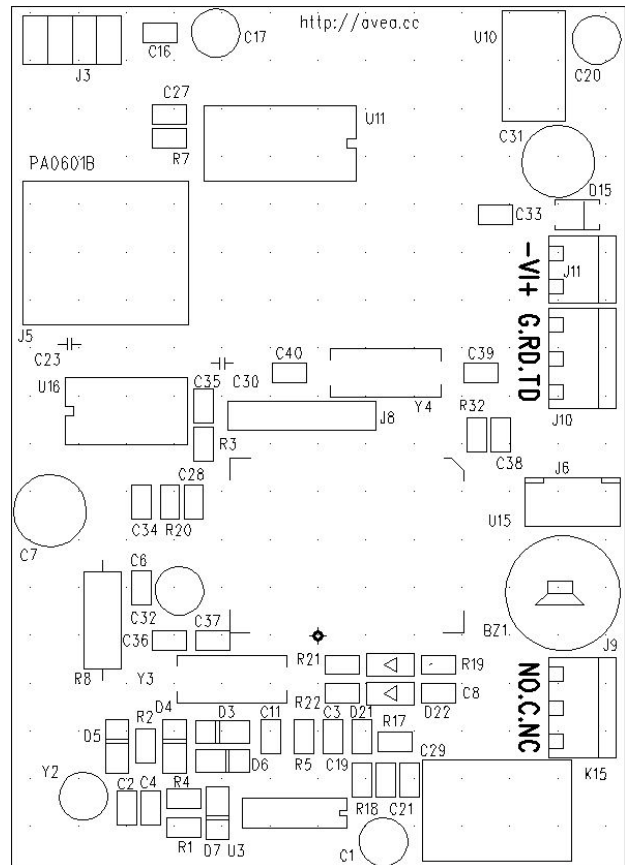 http://avea.cc
U10
C16
C17
J3
C20
C27
U11
C31
R7
PA0601B
D15
C33
-VI+
J11
J5
G.RD.TD
C23
C40
C39
U16
C35
C30
R32
Y4
J8
J10
R3
C38
C28
J6
C34
R20
U15
C7
C6
C32
C37
BZ1
C36
J9
R21
R19
R8
Y3
NO.C.NC
R22
C8
D4
D3
C11
C3
D21
D22
R2
R17
D5
C29
D6
R5
C19
Y2
K15
C2
C4
R4
R18
C21
R1
D7
U3
C1